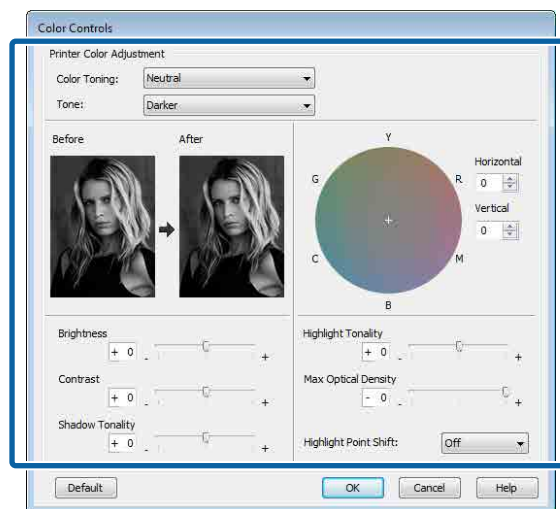 Color Controls
Printer Color Adjustment
Color Toning: Neutral
Tone: Darker
Before After
Y
G R
C M
B
Horizontal
0
Vertical
0
Brightness
+ 0 - +
Contrast
+ 0 - +
Shadow Tonality
+ 0 - +
Highlight Tonality
+ 0 - +
Max Optical Density
- 0 - +
Highlight Point Shift: Off
Default OK Cancel Help